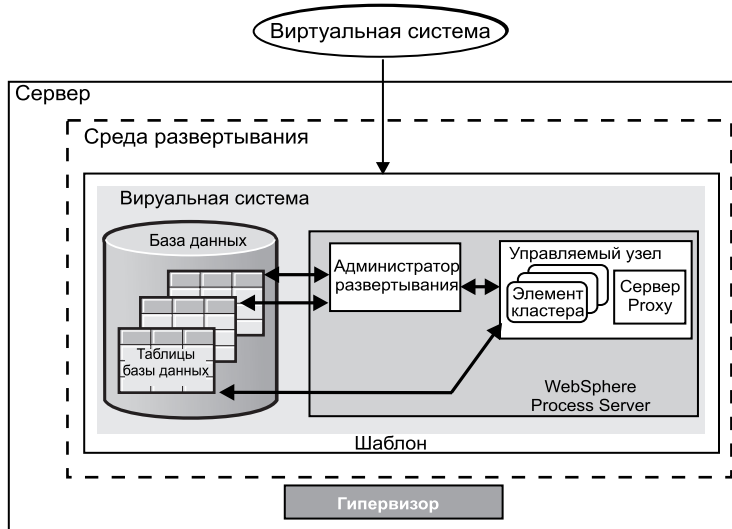 Виртуальная система
Сервер
Среда развертывания
Вируальная система
База данных
Таблицы
базы данных
Администратор
развертывания
Управляемый узел
Элемент
кластера
Сервер
Proxy
WebSphere
Process Server
Шаблон
Гипервизор